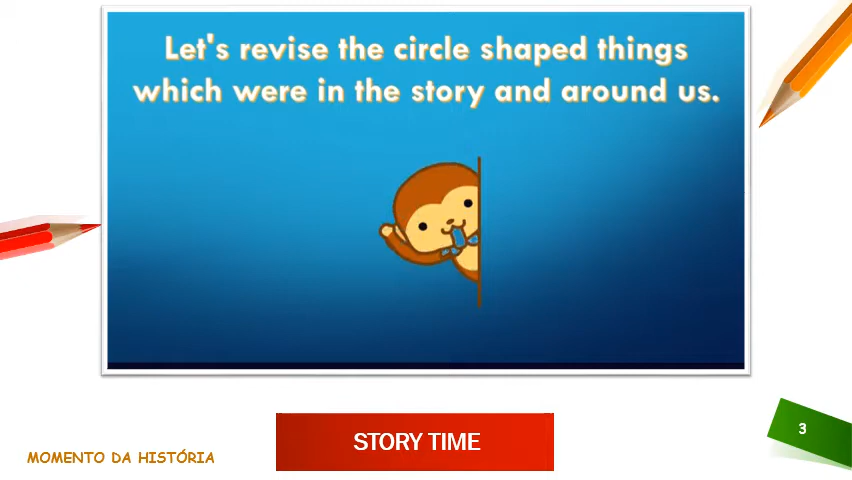 Let's revise the circle shaped things
which were in the story and around us.
STORY TIME
3
MOMENTO DA HISTÓRIA